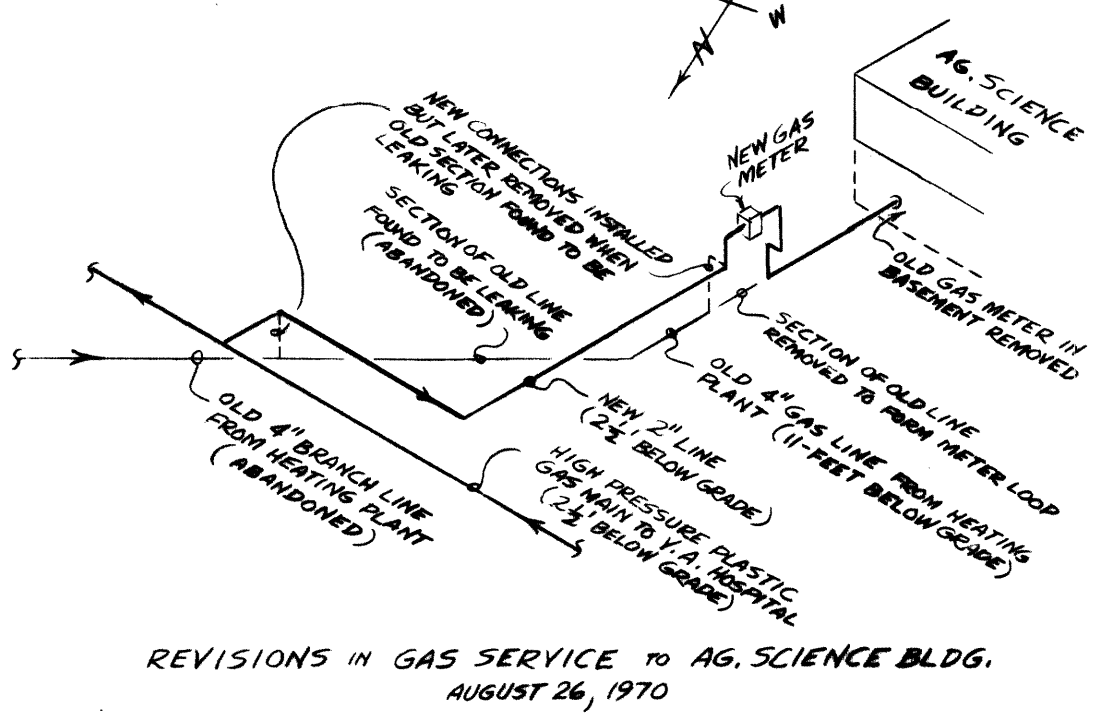 N
W
AG. SCIENCE
BUILDING
NEW GAS
METER
NEW CONNECTIONS INSTALLED
BUT LATER REMOVED WHEN
OLD SECTION FOUND TO BE
LEAKING
SECTION OF OLD LINE
FOUND TO BE LEAKING
(ABANDONED)
OLD GAS METER IN
BASEMENT REMOVED
SECTION OF OLD LINE
REMOVED TO FORM METER LOOP
OLD 4" GAS LINE FROM HEATING
PLANT (11-FEET BELOW GRADE)
NEW 2" LINE
(2½' BELOW GRADE)
HIGH PRESSURE PLASTIC
GAS MAIN TO V.A. HOSPITAL
(2½' BELOW GRADE)
OLD 4" BRANCH LINE
FROM HEATING PLANT
(ABANDONED)
REVISIONS IN GAS SERVICE TO AG. SCIENCE BLDG.
AUGUST 26, 1970